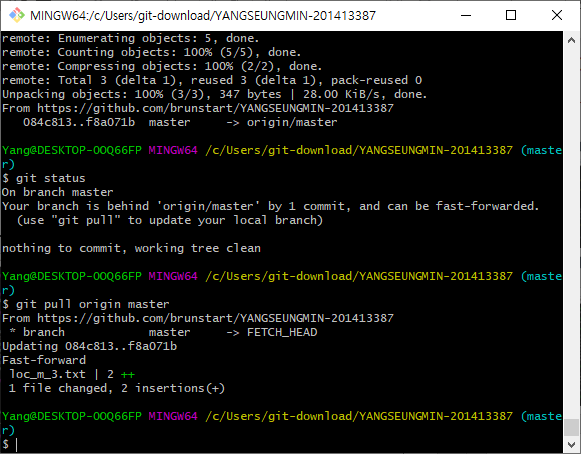 MINGW64:/c/Users/git-download/YANGSEUNGMIN-201413387
remote: Enumerating objects: 5, done.
remote: Counting objects: 100% (5/5), done.
remote: Compressing objects: 100% (2/2), done.
remote: Total 3 (delta 1), reused 3 (delta 1), pack-reused 0
Unpacking objects: 100% (3/3), 347 bytes | 28.00 KiB/s, done.
From https://github.com/brunstart/YANGSEUNGMIN-201413387
   084c813..f8a071b  master     -> origin/master

Yang@DESKTOP-OOQ66FP MINGW64 /c/Users/git-download/YANGSEUNGMIN-201413387 (maste
r)
$ git status
On branch master
Your branch is behind 'origin/master' by 1 commit, and can be fast-forwarded.
  (use "git pull" to update your local branch)

nothing to commit, working tree clean

Yang@DESKTOP-OOQ66FP MINGW64 /c/Users/git-download/YANGSEUNGMIN-201413387 (maste
r)
$ git pull origin master
From https://github.com/brunstart/YANGSEUNGMIN-201413387
 * branch            master     -> FETCH_HEAD
Updating 084c813..f8a071b
Fast-forward
 loc_m_3.txt | 2 ++
 1 file changed, 2 insertions(+)

Yang@DESKTOP-OOQ66FP MINGW64 /c/Users/git-download/YANGSEUNGMIN-201413387 (maste
r)
$